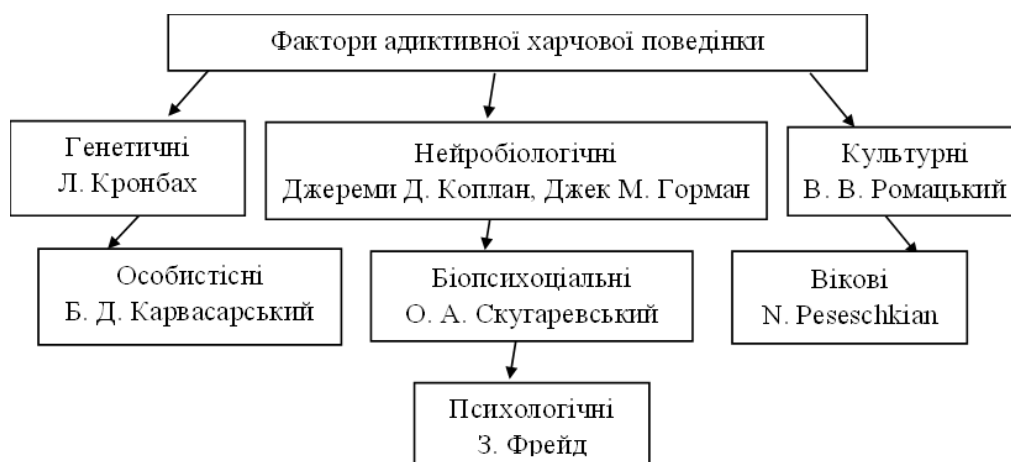 Фактори адиктивної харчової поведінки
Генетичні
Л. Кронбах
Нейробіологічні
Джереми Д. Коплан, Джек М. Горман
Культурні
В. В. Ромацький
Особистісні
Б. Д. Карвасарський
Біопсихоціальні
О. А. Скугаревський
Вікові
N. Peseschkian
Психологічні
З. Фрейд